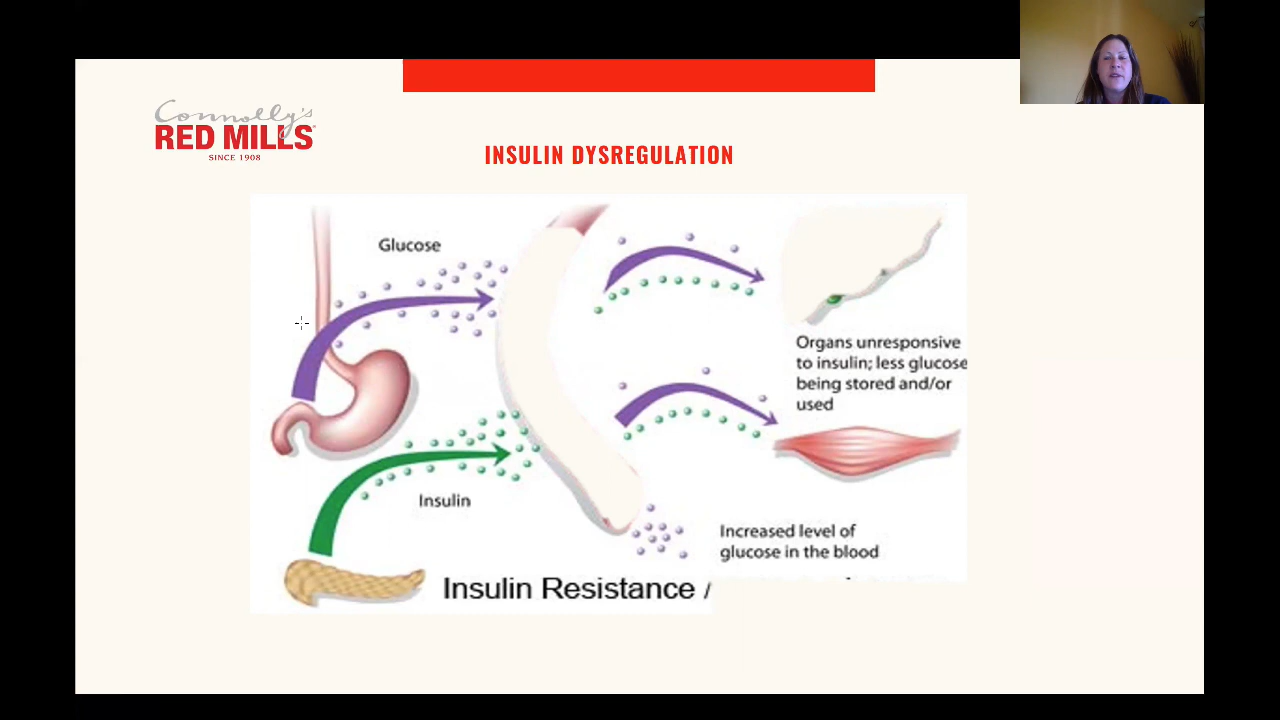 Connolly's
RED MILLS
SINCE 1908
INSULIN DYSREGULATION
Glucose
Organs unresponsive
to insulin; less glucose
being stored and/or
used
Insulin
Increased level of
glucose in the blood
Insulin Resistance /